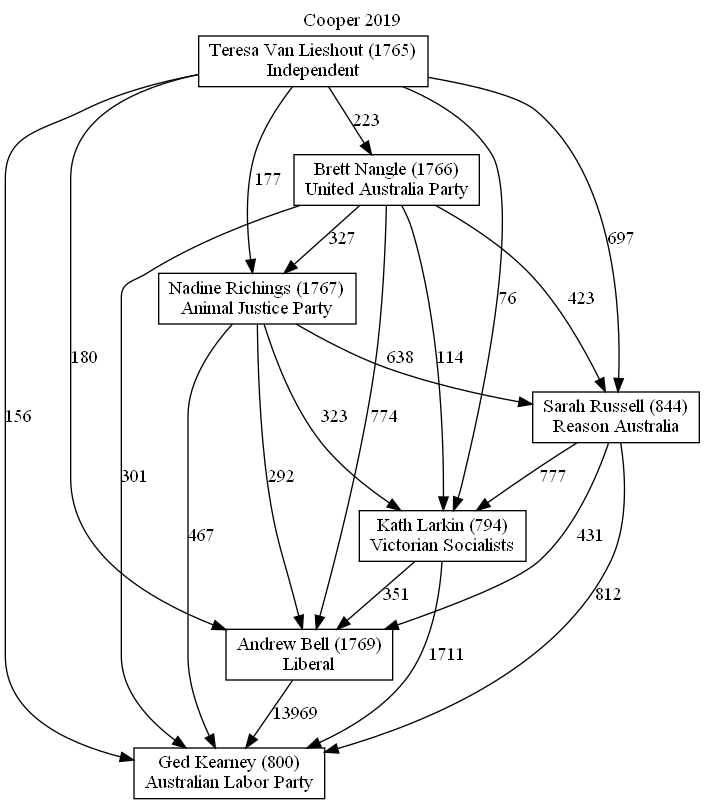 Cooper 2019
Teresa Van Lieshout (1765)
Independent
223
Brett Nangle (1766)
United Australia Party
177
327
697
Nadine Richings (1767)
Animal Justice Party
76
423
180
638
114
Sarah Russell (844)
Reason Australia
156
323
774
301
292
777
Kath Larkin (794)
Victorian Socialists
467
431
351
812
Andrew Bell (1769)
Liberal
1711
13969
Ged Kearney (800)
Australian Labor Party